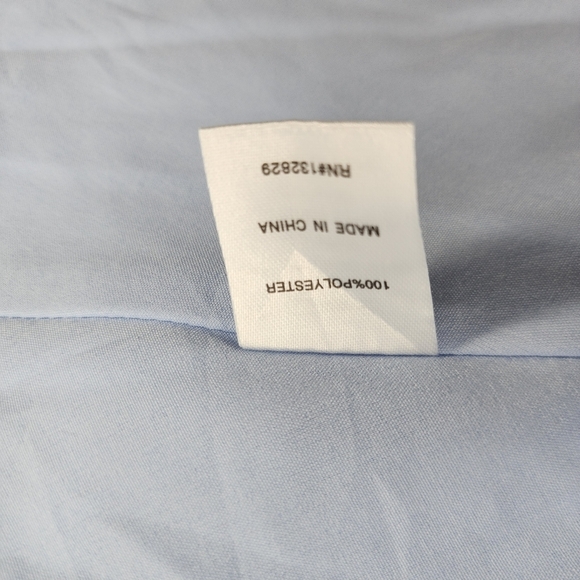 100%POLYESTER
MADE IN CHINA
RN#132829